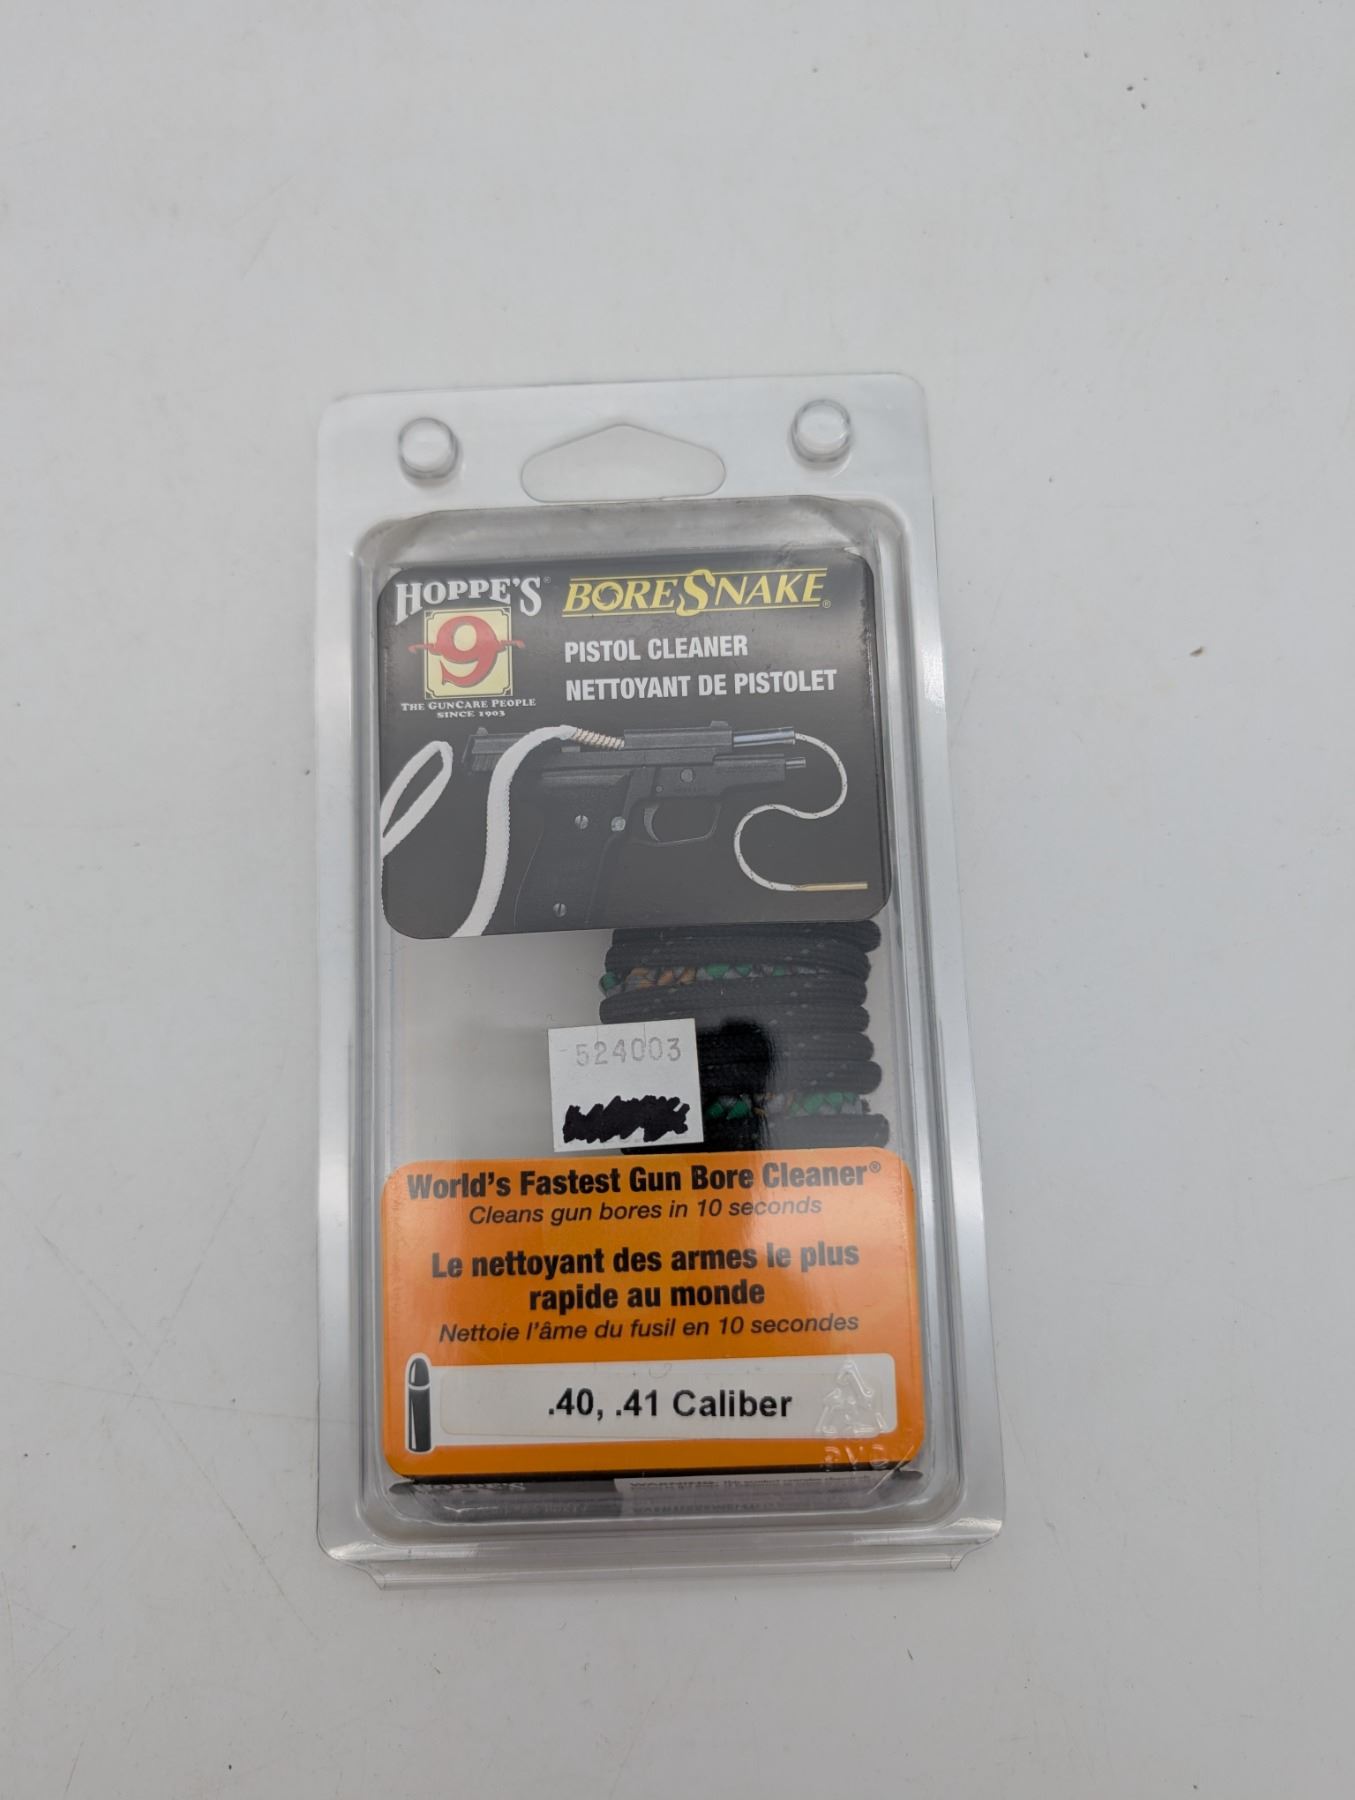 HOPPE'S®
9
THE GUNCARE PEOPLE
SINCE 1903
BORESNAKE®
PISTOL CLEANER
NETTOYANT DE PISTOLET
524003
World's Fastest Gun Bore Cleaner®
Cleans gun bores in 10 seconds
Le nettoyant des armes le plus
rapide au monde
Nettoie l'âme du fusil en 10 secondes
.40, .41 Caliber
HOPPE'S